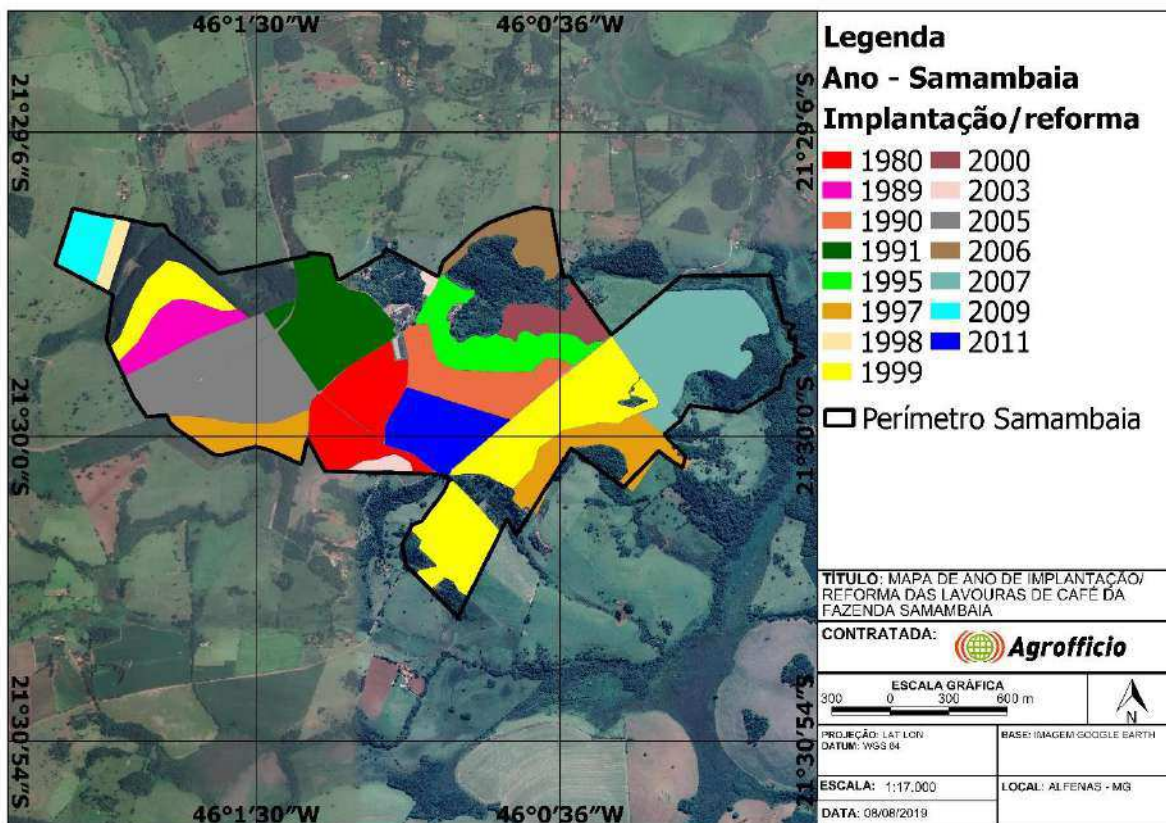 46°1'30"W 46°0'36"W
21°29'6"S
21°30'0"S
21°30'54"S
21°29'6"S
21°30'0"S
21°30'54"S
46°1'30"W 46°0'36"W
Legenda
Ano - Samambaia
Implantação/reforma
1980 2000
1989 2003
1990 2005
1991 2006
1995 2007
1997 2009
1998 2011
1999
Perímetro Samambaia
TÍTULO: MAPA DE ANO DE IMPLANTAÇÃO/
REFORMA DAS LAVOURAS DE CAFÉ DA
FAZENDA SAMAMBAIA
CONTRATADA: Agrofficio
ESCALA GRÁFICA
300 0 300 600 m
N
PROJEÇÃO: LAT LON
DATUM: WGS 84
BASE: IMAGEM GOOGLE EARTH
ESCALA: 1:17.000
LOCAL: ALFENAS - MG
DATA: 08/08/2019